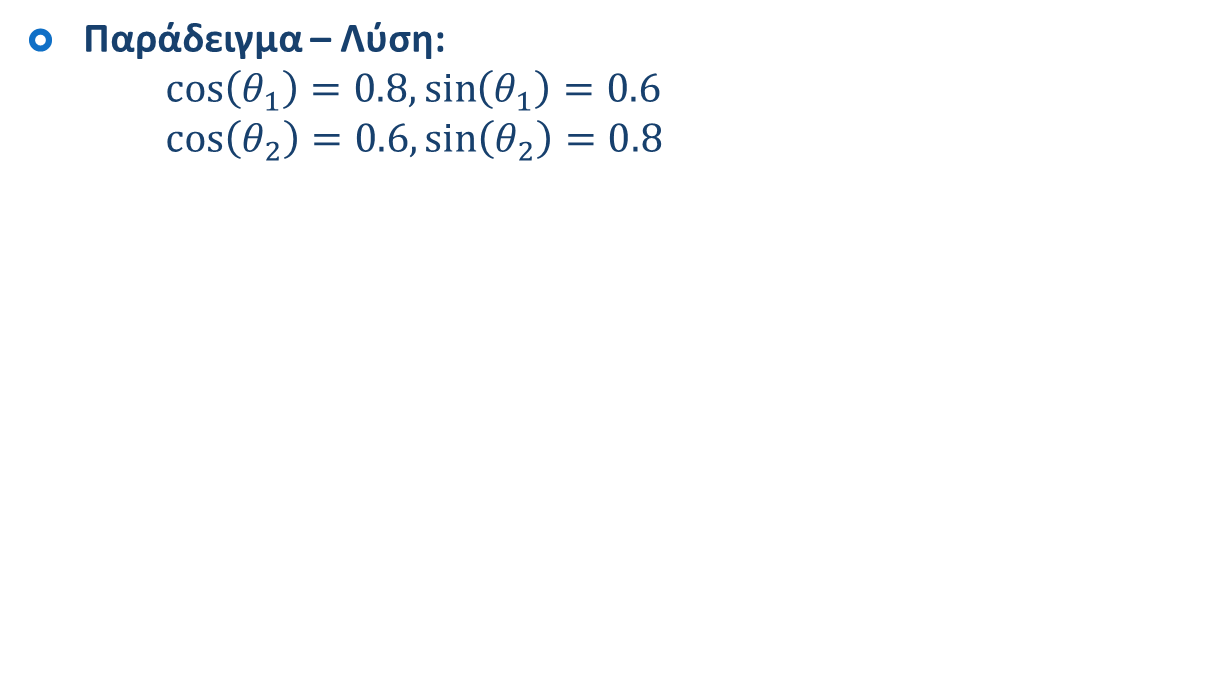 Παράδειγμα – Λύση:
cos(θ₁) = 0.8, sin(θ₁) = 0.6
cos(θ₂) = 0.6, sin(θ₂) = 0.8